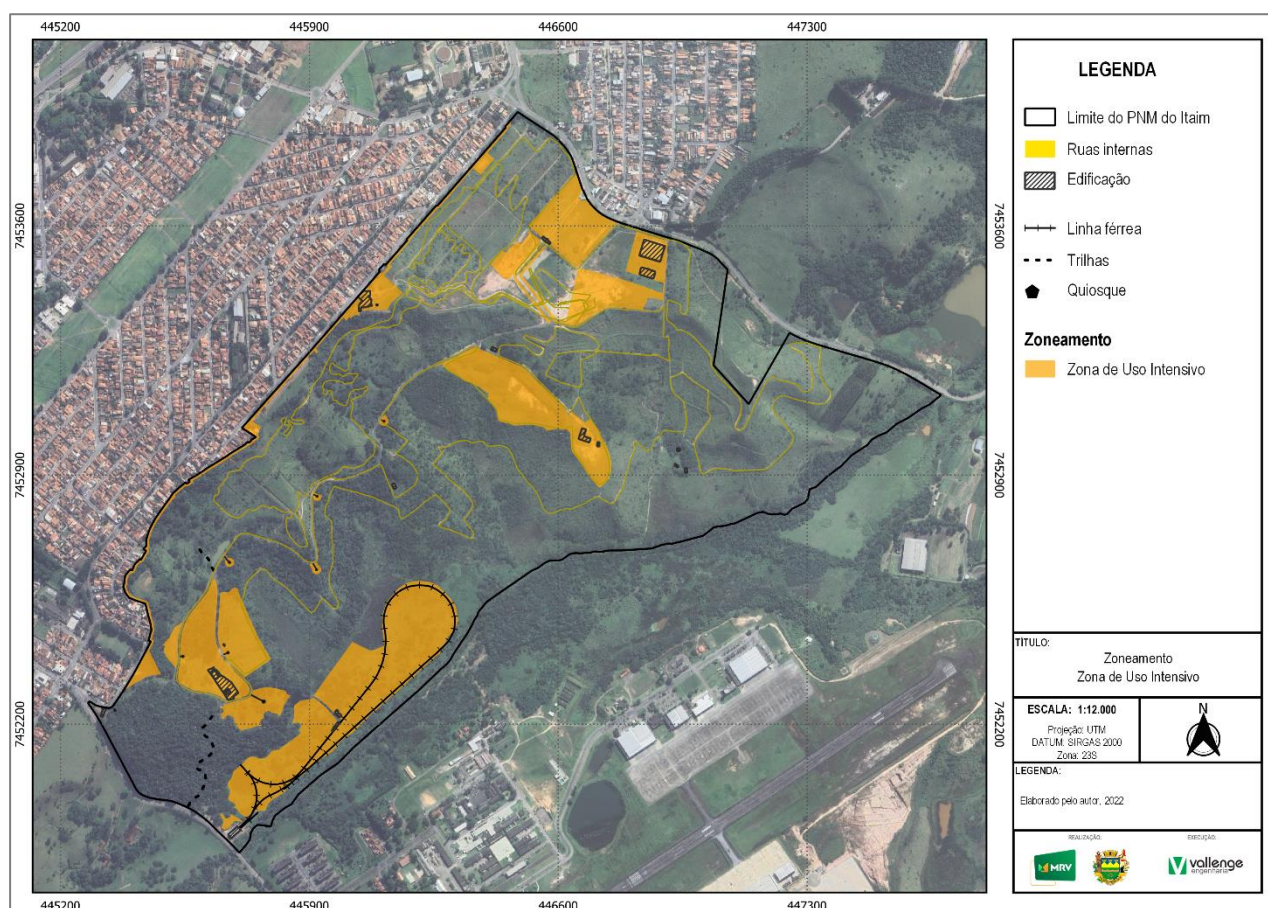 445200 445900 446600 447300
7453600 7453600
7452900 7452900
7452200 7452200
445200 445900 446600 447300
LEGENDA
Limite do PNM do Itaim
Ruas internas
Edificação
Linha férrea
Trilhas
Quiosque
Zoneamento
Zona de Uso Intensivo
TÍTULO:
Zoneamento
Zona de Uso Intensivo
ESCALA: 1:12.000
Projeção: UTM
DATUM: SIRGAS 2000
Zona: 23S
N
LEGENDA:
Elaborado pelo autor, 2022
REALIZAÇÃO:
EXECUÇÃO:
MRV
vallenge
engenharia